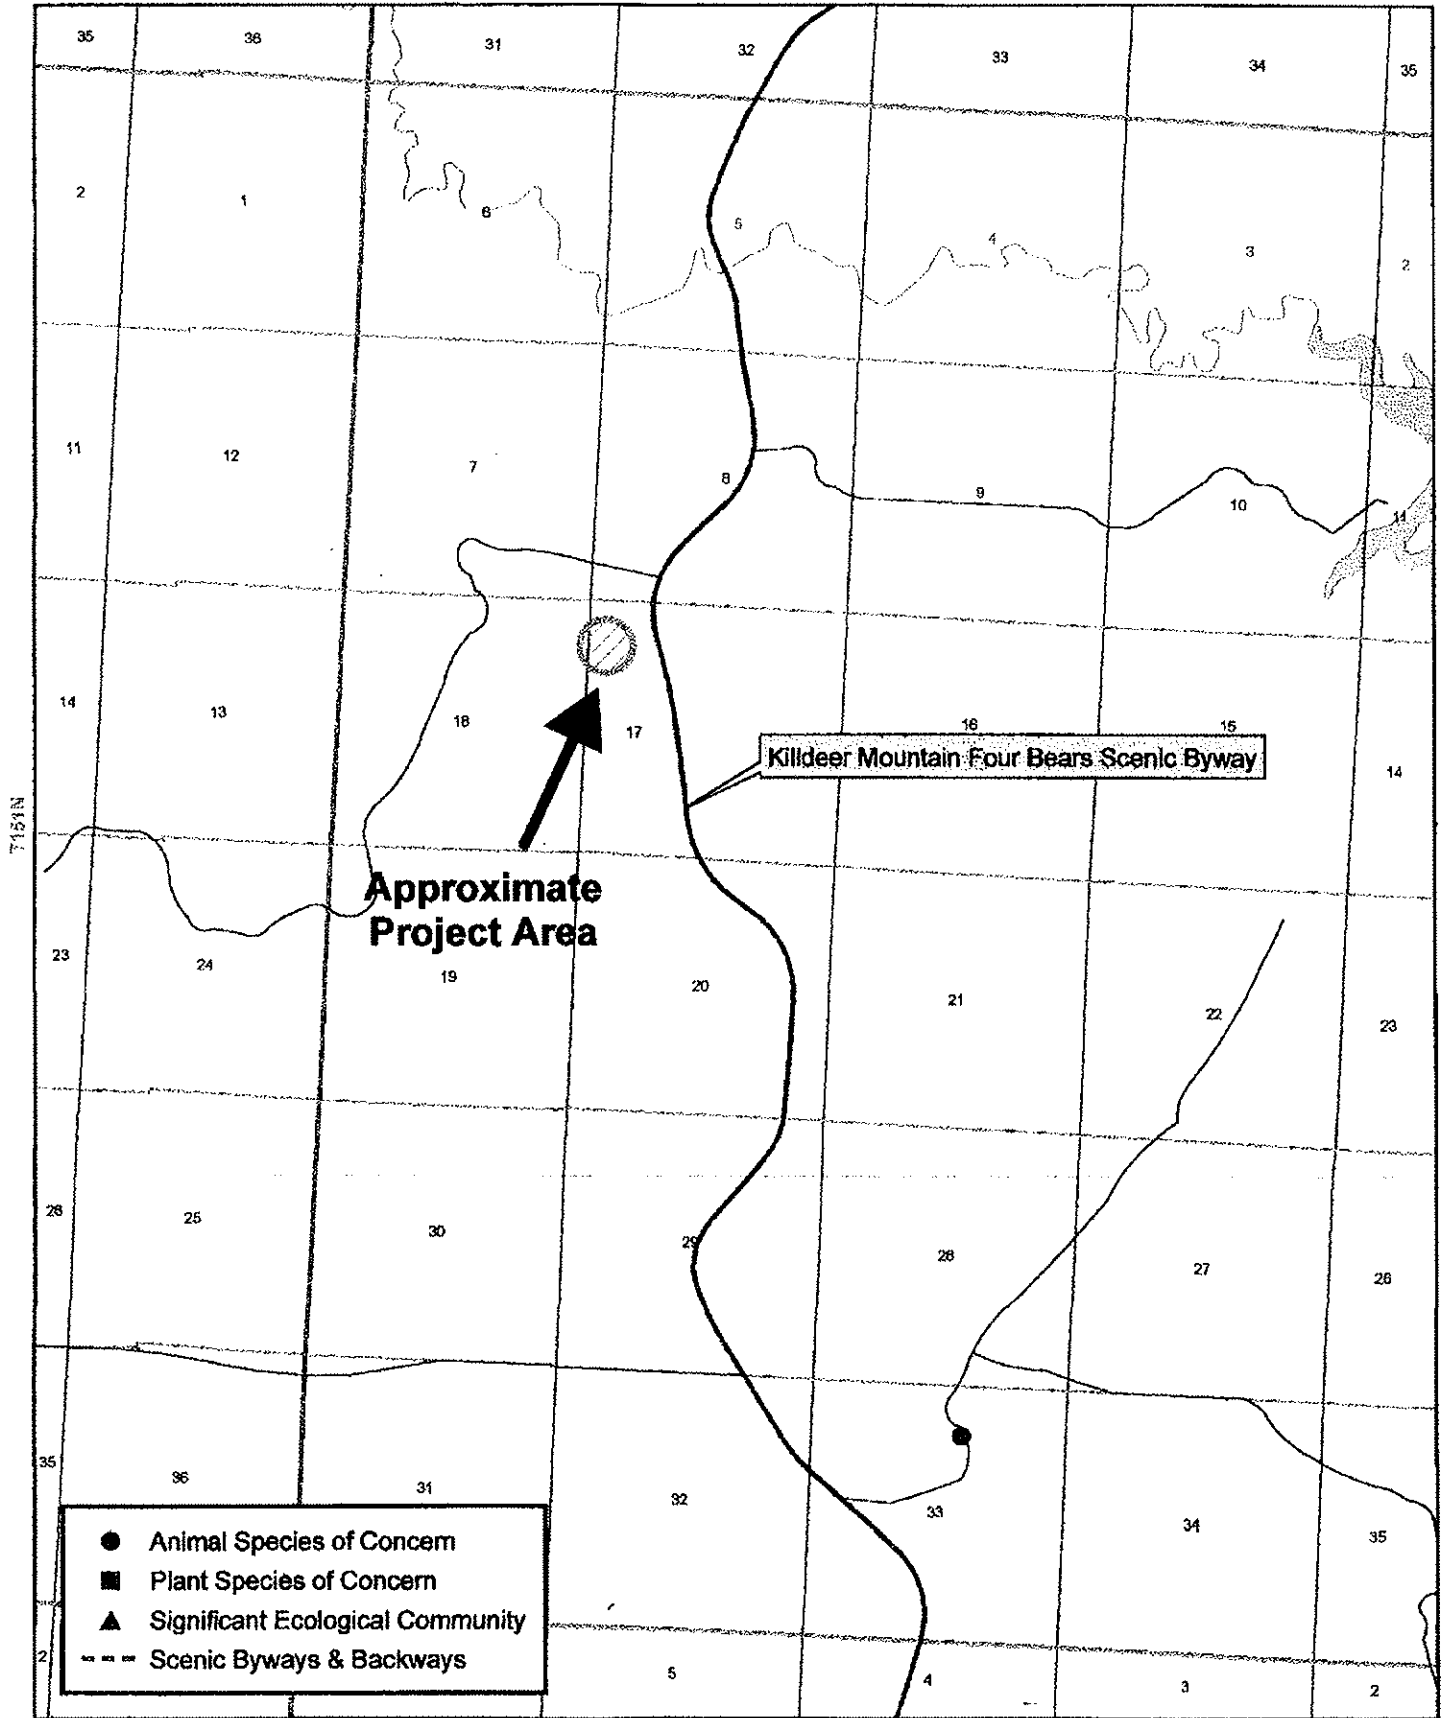 35 36 31 32 33 34 35
2 1 6 5 4 3 2
11 12 7 8 9 10 11
14 13 18 17 16 15 14
Killdeer Mountain Four Bears Scenic Byway
Approximate
Project Area
23 24 19 20 21 22 23
26 25 30 29 28 27 26
35 36 31 32 33 34 35
● Animal Species of Concern
■ Plant Species of Concern
▲ Significant Ecological Community
--- Scenic Byways & Backways
2 5 4 3 2